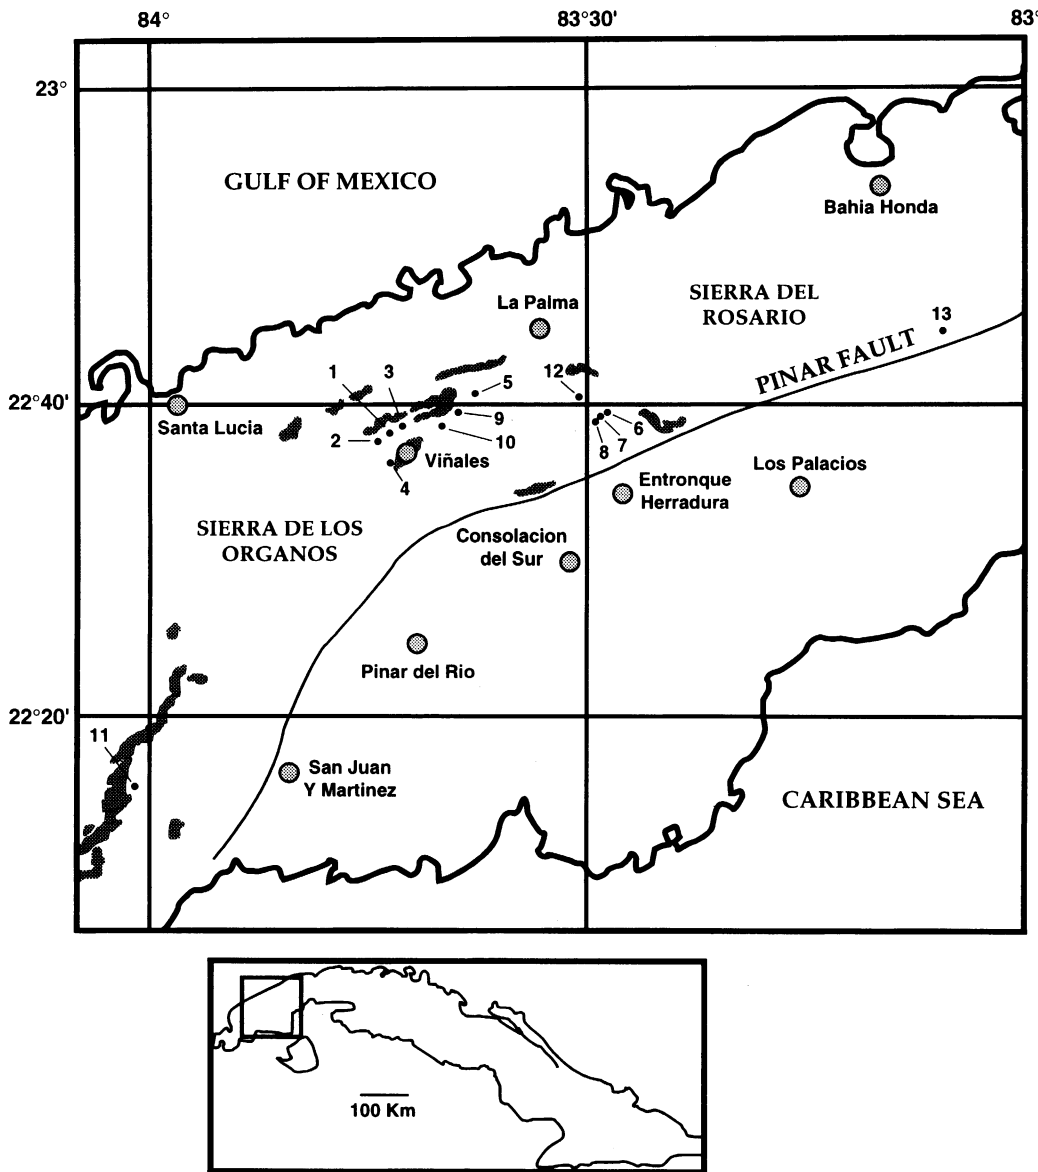 84°
83°30'
83°
23°
GULF OF MEXICO
Bahia Honda
La Palma
SIERRA DEL
ROSARIO
13
PINAR FAULT
1
3
5
12
22°40'
Santa Lucia
2
9
10
6
7
8
4
Viñales
Entronque
Herradura
Los Palacios
SIERRA DE LOS
ORGANOS
Consolacion
del Sur
Pinar del Rio
22°20'
11
San Juan
Y Martinez
CARIBBEAN SEA
100 Km